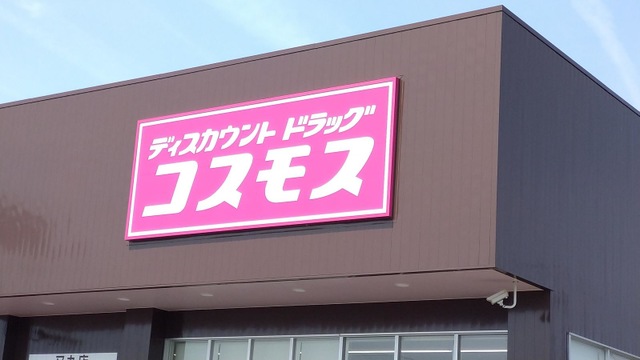 ディスカウント ドラッグ
コスモス